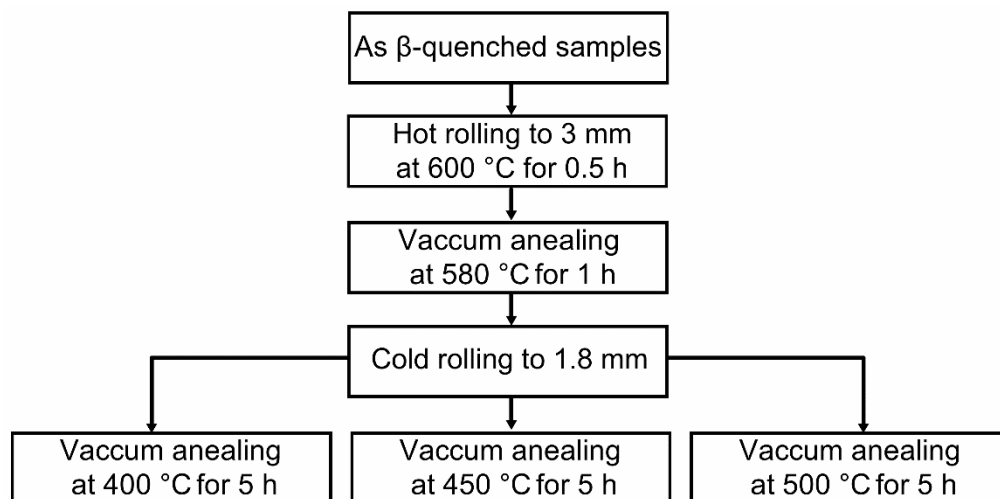 As β-quenched samples
Hot rolling to 3 mm
at 600 °C for 0.5 h
Vaccum anealing
at 580 °C for 1 h
Cold rolling to 1.8 mm
Vaccum anealing
at 400 °C for 5 h
Vaccum anealing
at 450 °C for 5 h
Vaccum anealing
at 500 °C for 5 h